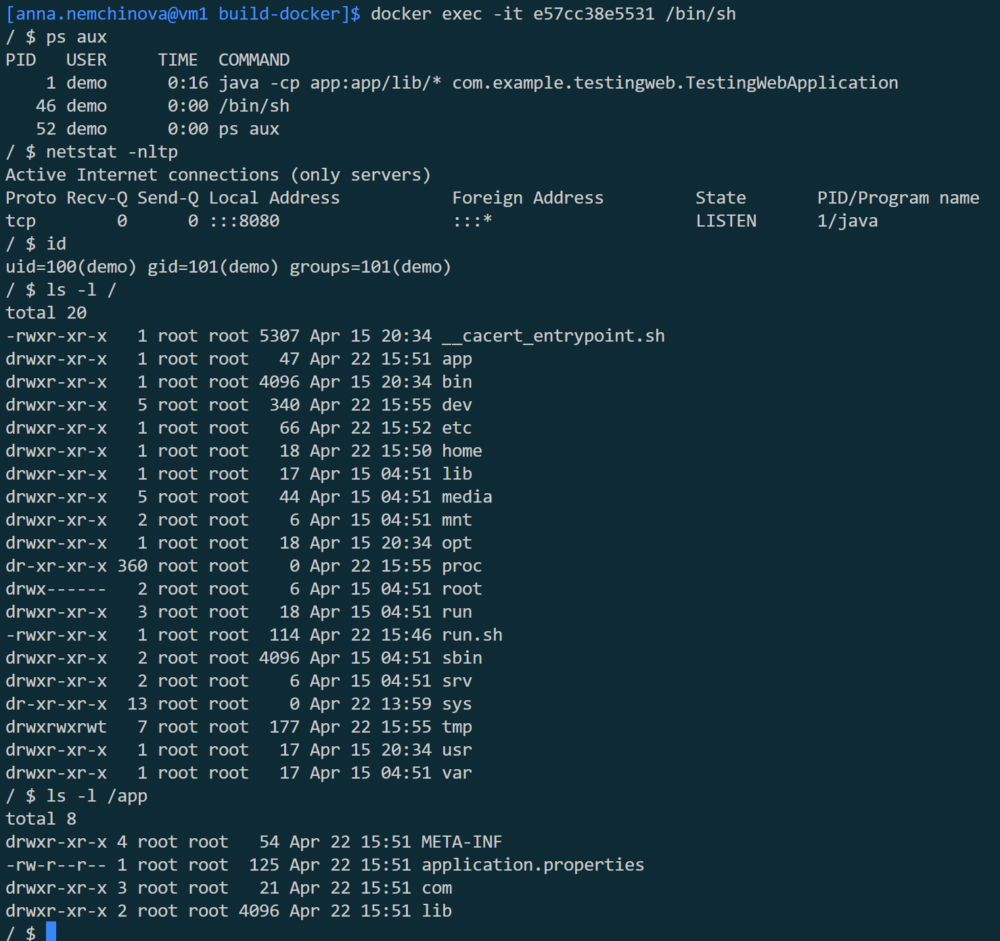 [anna.nemchinova@vm1 build-docker]$ docker exec -it e57cc38e5531 /bin/sh
/ $ ps aux
PID   USER     TIME  COMMAND
    1 demo      0:16 java -cp app:app/lib/* com.example.testingweb.TestingWebApplication
   46 demo      0:00 /bin/sh
   52 demo      0:00 ps aux
/ $ netstat -nltp
Active Internet connections (only servers)
Proto Recv-Q Send-Q Local Address           Foreign Address         State       PID/Program name
tcp        0      0 :::8080                 :::*                    LISTEN      1/java
/ $ id
uid=100(demo) gid=101(demo) groups=101(demo)
/ $ ls -l /
total 20
-rwxr-xr-x   1 root root 5307 Apr 15 20:34 __cacert_entrypoint.sh
drwxr-xr-x   1 root root   47 Apr 22 15:51 app
drwxr-xr-x   1 root root 4096 Apr 15 20:34 bin
drwxr-xr-x   5 root root  340 Apr 22 15:55 dev
drwxr-xr-x   1 root root   66 Apr 22 15:52 etc
drwxr-xr-x   1 root root   18 Apr 22 15:50 home
drwxr-xr-x   1 root root   17 Apr 15 04:51 lib
drwxr-xr-x   5 root root   44 Apr 15 04:51 media
drwxr-xr-x   2 root root    6 Apr 15 04:51 mnt
drwxr-xr-x   1 root root   18 Apr 15 20:34 opt
dr-xr-xr-x 360 root root    0 Apr 22 15:55 proc
drwx------   2 root root    6 Apr 15 04:51 root
drwxr-xr-x   3 root root   18 Apr 15 04:51 run
-rwxr-xr-x   1 root root  114 Apr 22 15:46 run.sh
drwxr-xr-x   2 root root 4096 Apr 15 04:51 sbin
drwxr-xr-x   2 root root    6 Apr 15 04:51 srv
dr-xr-xr-x  13 root root    0 Apr 22 13:59 sys
drwxrwxrwt   7 root root  177 Apr 22 15:55 tmp
drwxr-xr-x   1 root root   17 Apr 15 20:34 usr
drwxr-xr-x   1 root root   17 Apr 15 04:51 var
/ $ ls -l /app
total 8
drwxr-xr-x 4 root root   54 Apr 22 15:51 META-INF
-rw-r--r-- 1 root root  125 Apr 22 15:51 application.properties
drwxr-xr-x 3 root root   21 Apr 22 15:51 com
drwxr-xr-x 2 root root 4096 Apr 22 15:51 lib
/ $